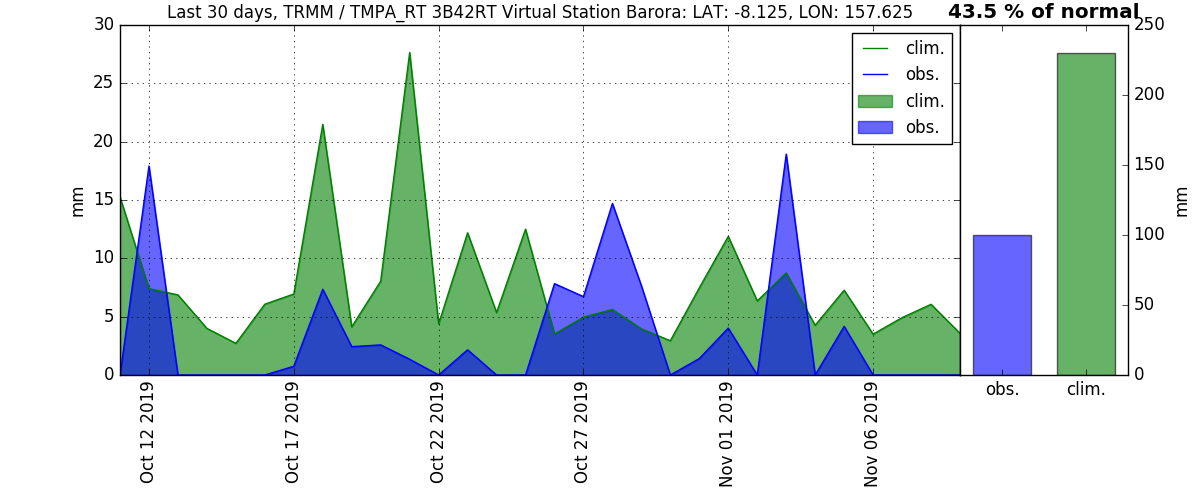 Last 30 days, TRMM / TMPA_RT 3B42RT Virtual Station Barora: LAT: -8.125, LON: 157.625
43.5 % of normal
30
25
20
15
10
5
0
mm
clim.
obs.
clim.
obs.
Oct 12 2019
Oct 17 2019
Oct 22 2019
Oct 27 2019
Nov 01 2019
Nov 06 2019
250
200
150
100
50
0
mm
obs.
clim.